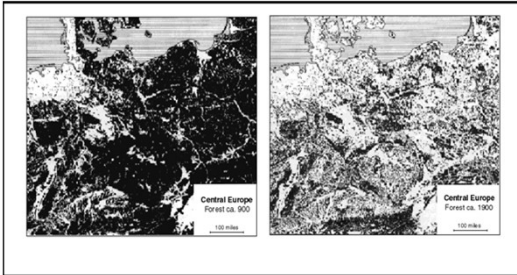 Central Europe
Forest ca. 900
100 miles
Central Europe
Forest ca. 1900
100 miles